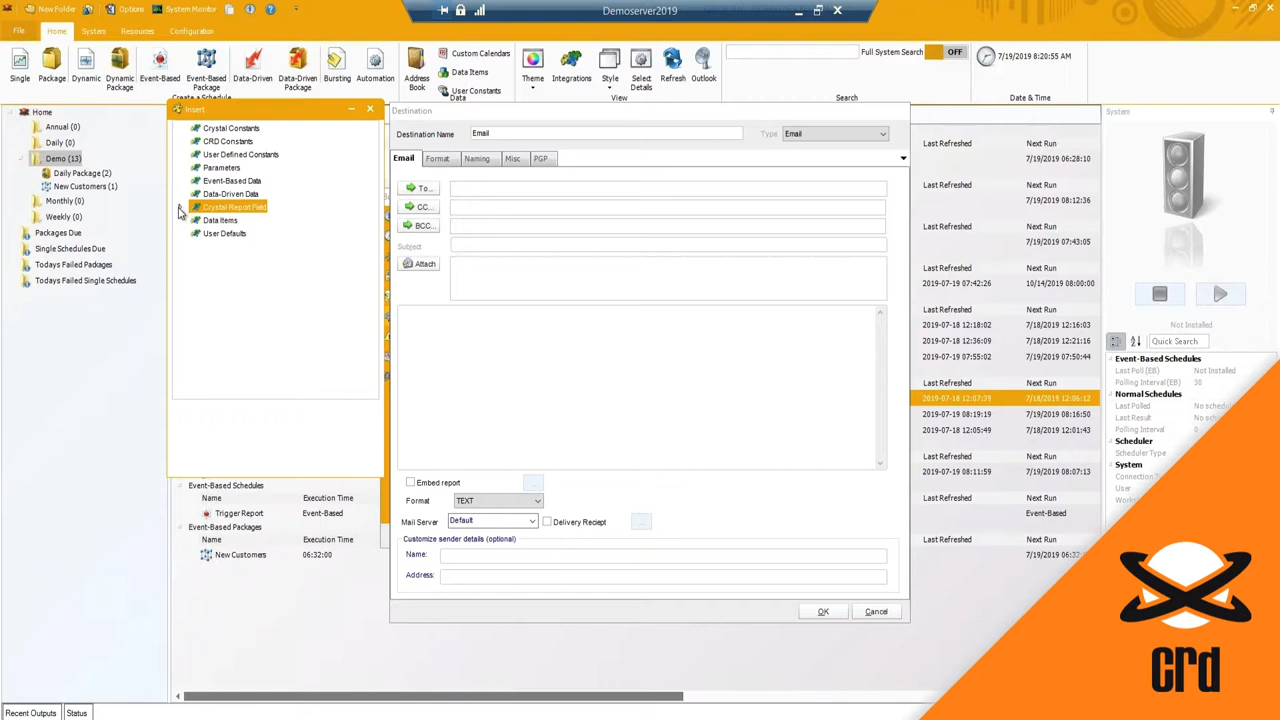 New Folder Options System Monitor
Demoserver2019
File Home System Resources Configuration
Single Package Dynamic Dynamic Package Event-Based Event-Based Package Data-Driven Data-Driven Package Bursting Automation
Create a Schedule
Address Book
Custom Calendars
Data Items
User Constants
Data
Theme Integrations Style Select Details Refresh Outlook
View
Full System Search OFF
Search
7/19/2019 8:20:55 AM
Date & Time
Home
Annual (0)
Daily (0)
Demo (13)
Daily Package (2)
New Customers (1)
Monthly (0)
Weekly (0)
Packages Due
Single Schedules Due
Todays Failed Packages
Todays Failed Single Schedules
Insert
Crystal Constants
CRD Constants
User Defined Constants
Parameters
Event-Based Data
Data-Driven Data
Crystal Report Field
Data Items
User Defaults
Event-Based Schedules
Name Execution Time
Trigger Report Event-Based
Event-Based Packages
Name Execution Time
New Customers 06:32:00
Destination
Destination Name Email Type Email
Email Format Naming Misc PGP
To...
CC...
BCC...
Subject
Attach
Embed report ...
Format TEXT
Mail Server Default Delivery Reciept ...
Customize sender details (optional)
Name:
Address:
OK Cancel
Last Refreshed Next Run
7/19/2019 06:28:10
Last Refreshed Next Run
7/19/2019 08:12:36
Last Refreshed Next Run
7/19/2019 07:43:05
Last Refreshed Next Run
2019-07-19 07:42:26 10/14/2019 08:00:00
Last Refreshed Next Run
2019-07-18 12:18:02 7/18/2019 12:16:03
2019-07-18 12:36:09 7/18/2019 12:21:16
2019-07-19 07:55:02 7/19/2019 07:50:44
Last Refreshed Next Run
2019-07-18 12:07:39 7/18/2019 12:06:12
2019-07-19 08:19:19 7/19/2019 08:16:50
2019-07-18 12:05:49 7/18/2019 12:01:43
Last Refreshed Next Run
2019-07-19 08:11:59 7/19/2019 08:07:13
Last Refreshed Next Run
Event-Based
Last Refreshed Next Run
7/19/2019 06:32:
System
Not Installed
Quick Search
Event-Based Schedules
Last Poll (EB) Not Installed
Polling Interval (EB) 30
Normal Schedules
Last Polled No schedu
Last Result No sche
Polling Interval 0
Scheduler
Scheduler Type
System
Connection
User
crd
Recent Outputs Status